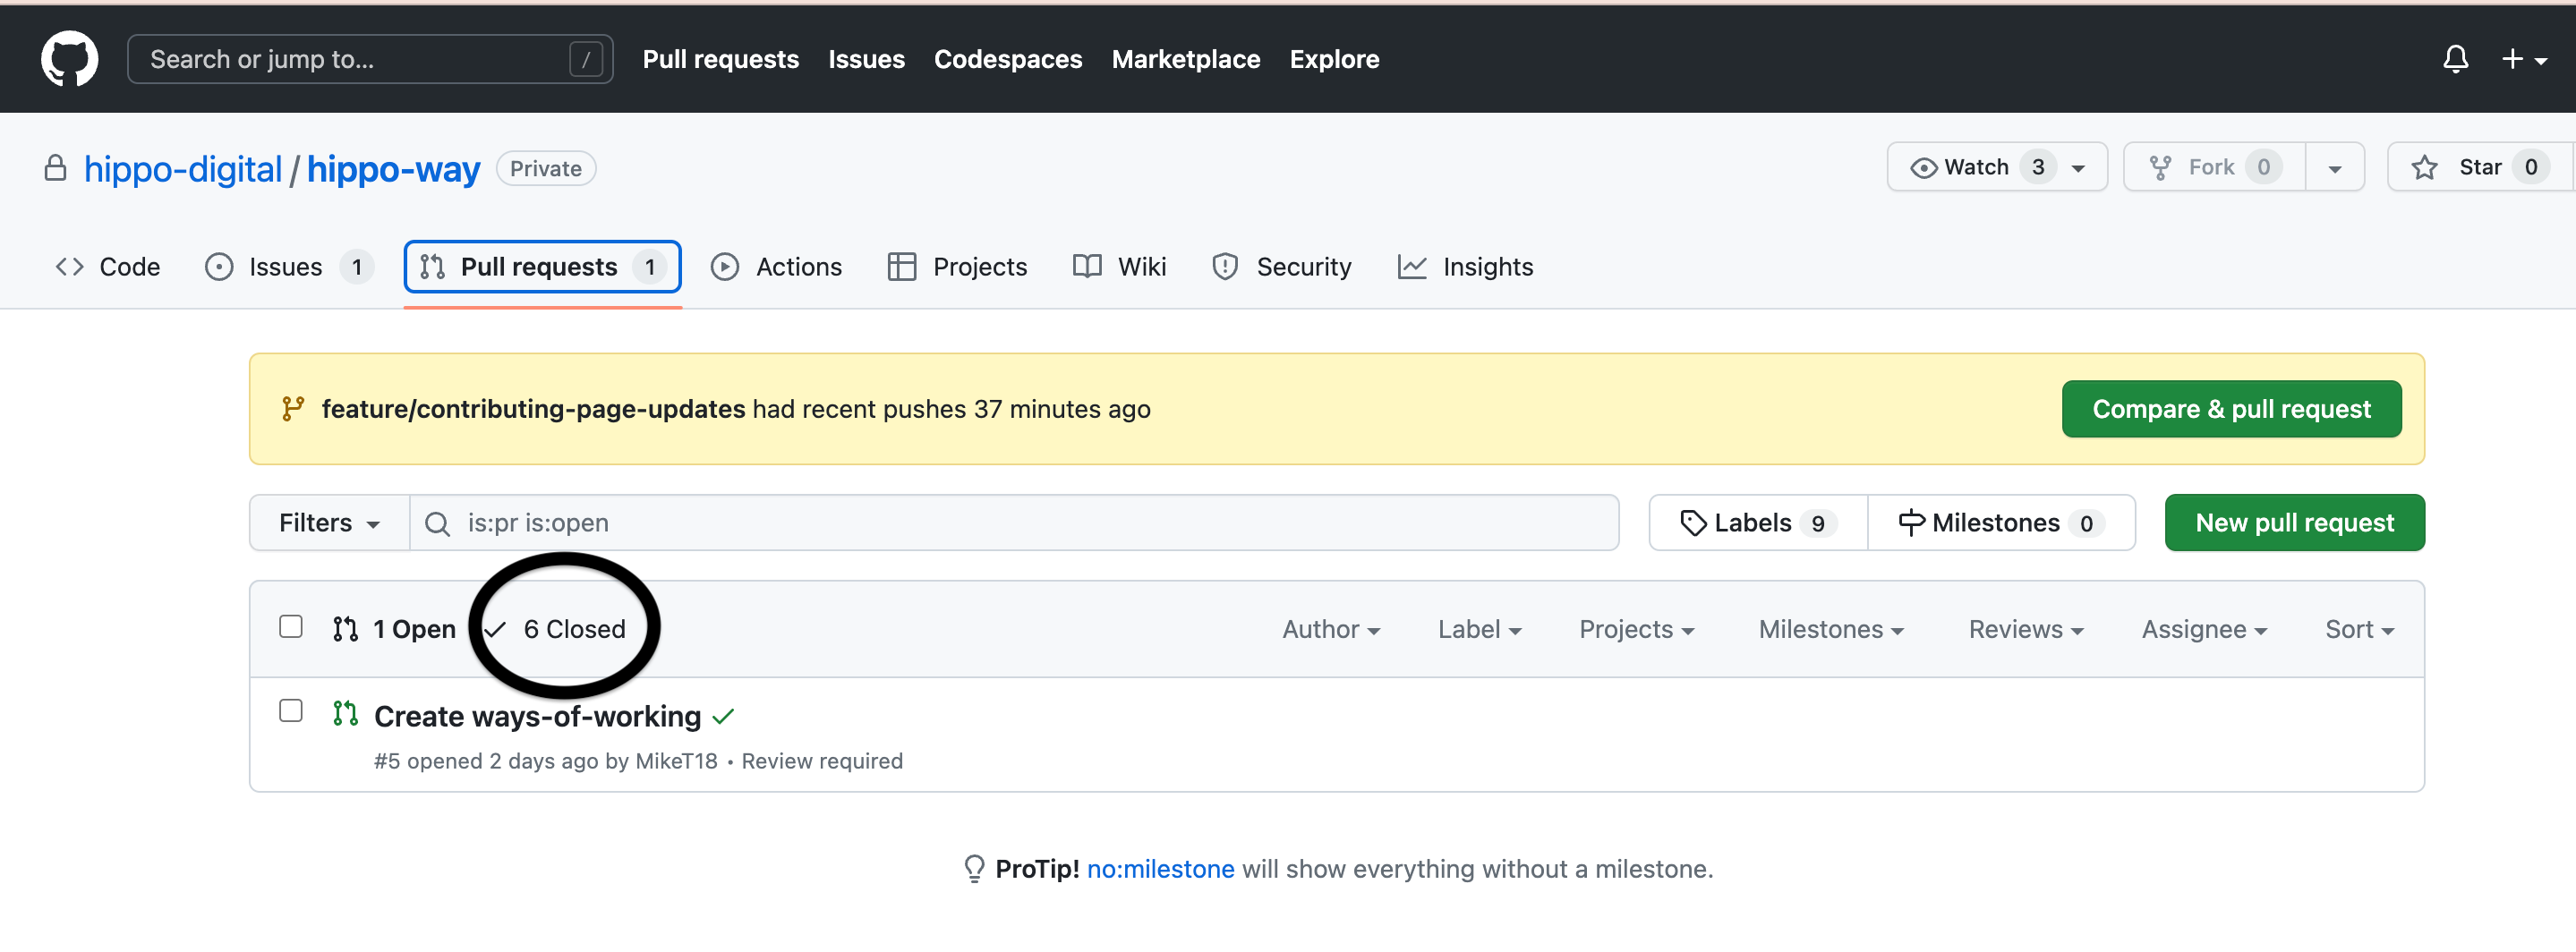 Search or jump to... / Pull requests Issues Codespaces Marketplace Explore
hippo-digital / hippo-way Private Watch 3 Fork 0 Star 0
Code Issues 1 Pull requests 1 Actions Projects Wiki Security Insights
feature/contributing-page-updates had recent pushes 37 minutes ago Compare & pull request
Filters is:pr is:open Labels 9 Milestones 0 New pull request
1 Open 6 Closed Author Label Projects Milestones Reviews Assignee Sort
Create ways-of-working
#5 opened 2 days ago by MikeT18 • Review required
ProTip! no:milestone will show everything without a milestone.